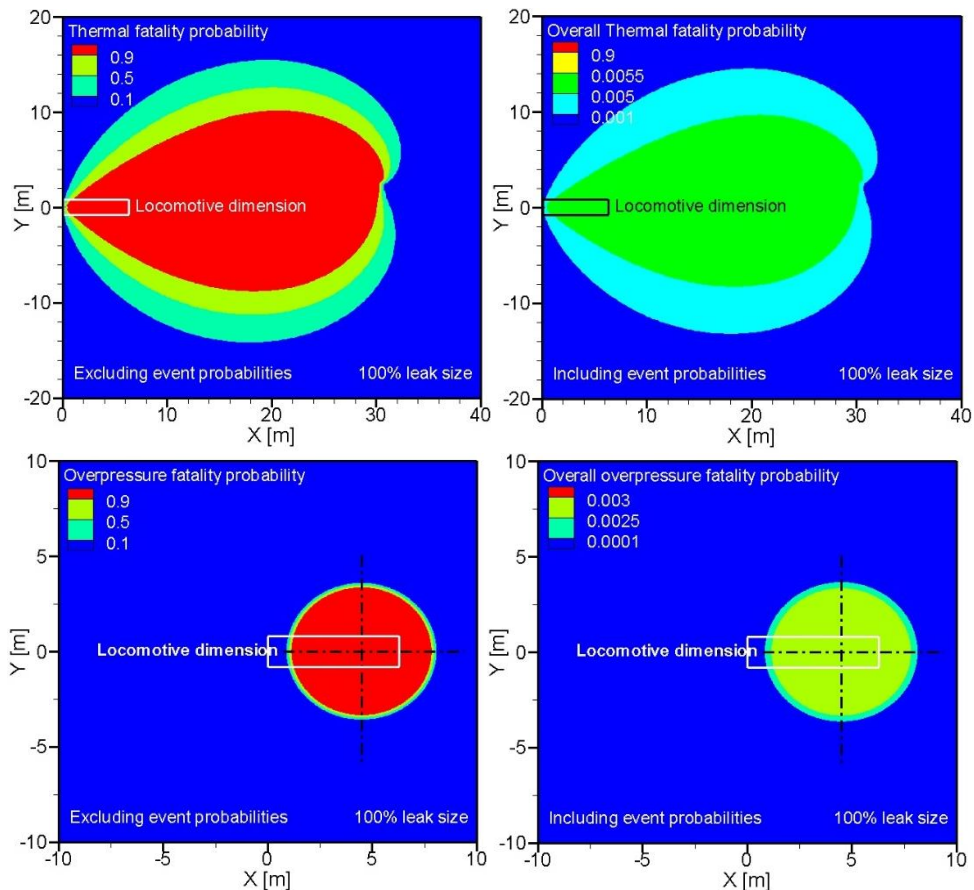 Thermal fatality probability
0.9
0.5
0.1
Locomotive dimension
Excluding event probabilities 100% leak size
20
10
0
-10
-20
Y [m]
0 10 20 30 40
X [m]
Overall Thermal fatality probability
0.9
0.0055
0.005
0.001
Locomotive dimension
Including event probabilities 100% leak size
20
10
0
-10
-20
Y [m]
0 10 20 30 40
X [m]
Overpressure fatality probability
0.9
0.5
0.1
Locomotive dimension
Excluding event probabilities 100% leak size
10
5
0
-5
-10
Y [m]
-10 -5 0 5 10
X [m]
Overall overpressure fatality probability
0.003
0.0025
0.0001
Locomotive dimension
Including event probabilities 100% leak size
10
5
0
-5
-10
Y [m]
-10 -5 0 5 10
X [m]